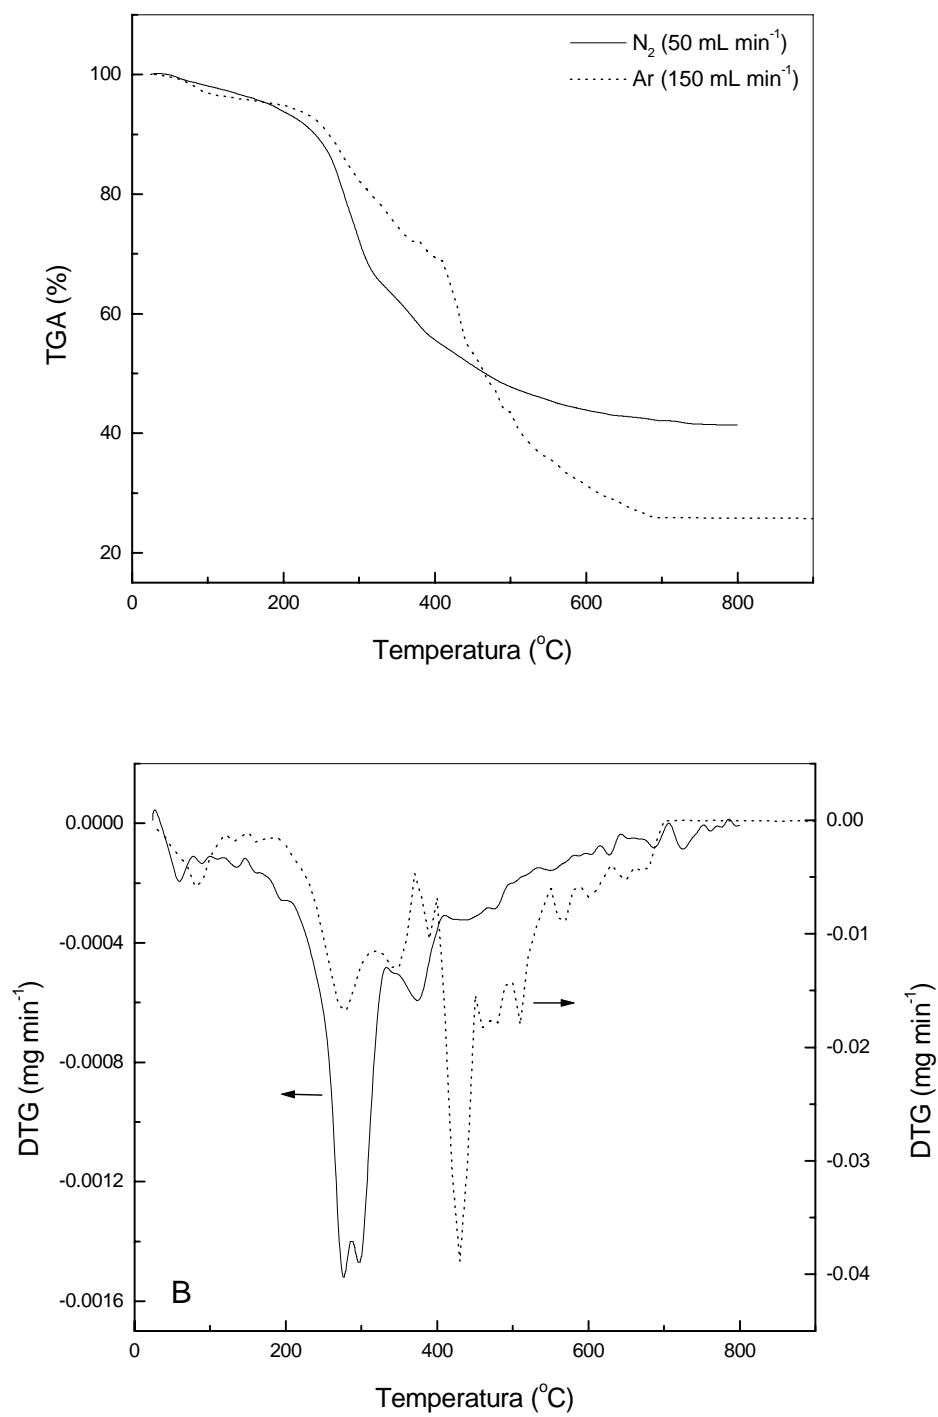 N₂ (50 mL min⁻¹)
Ar (150 mL min⁻¹)
100
80
60
40
20
TGA (%)
0 200 400 600 800
Temperatura (°C)
0.0000
-0.0004
-0.0008
-0.0012
-0.0016
DTG (mg min⁻¹)
B
0.00
-0.01
-0.02
-0.03
-0.04
DTG (mg min⁻¹)
0 200 400 600 800
Temperatura (°C)